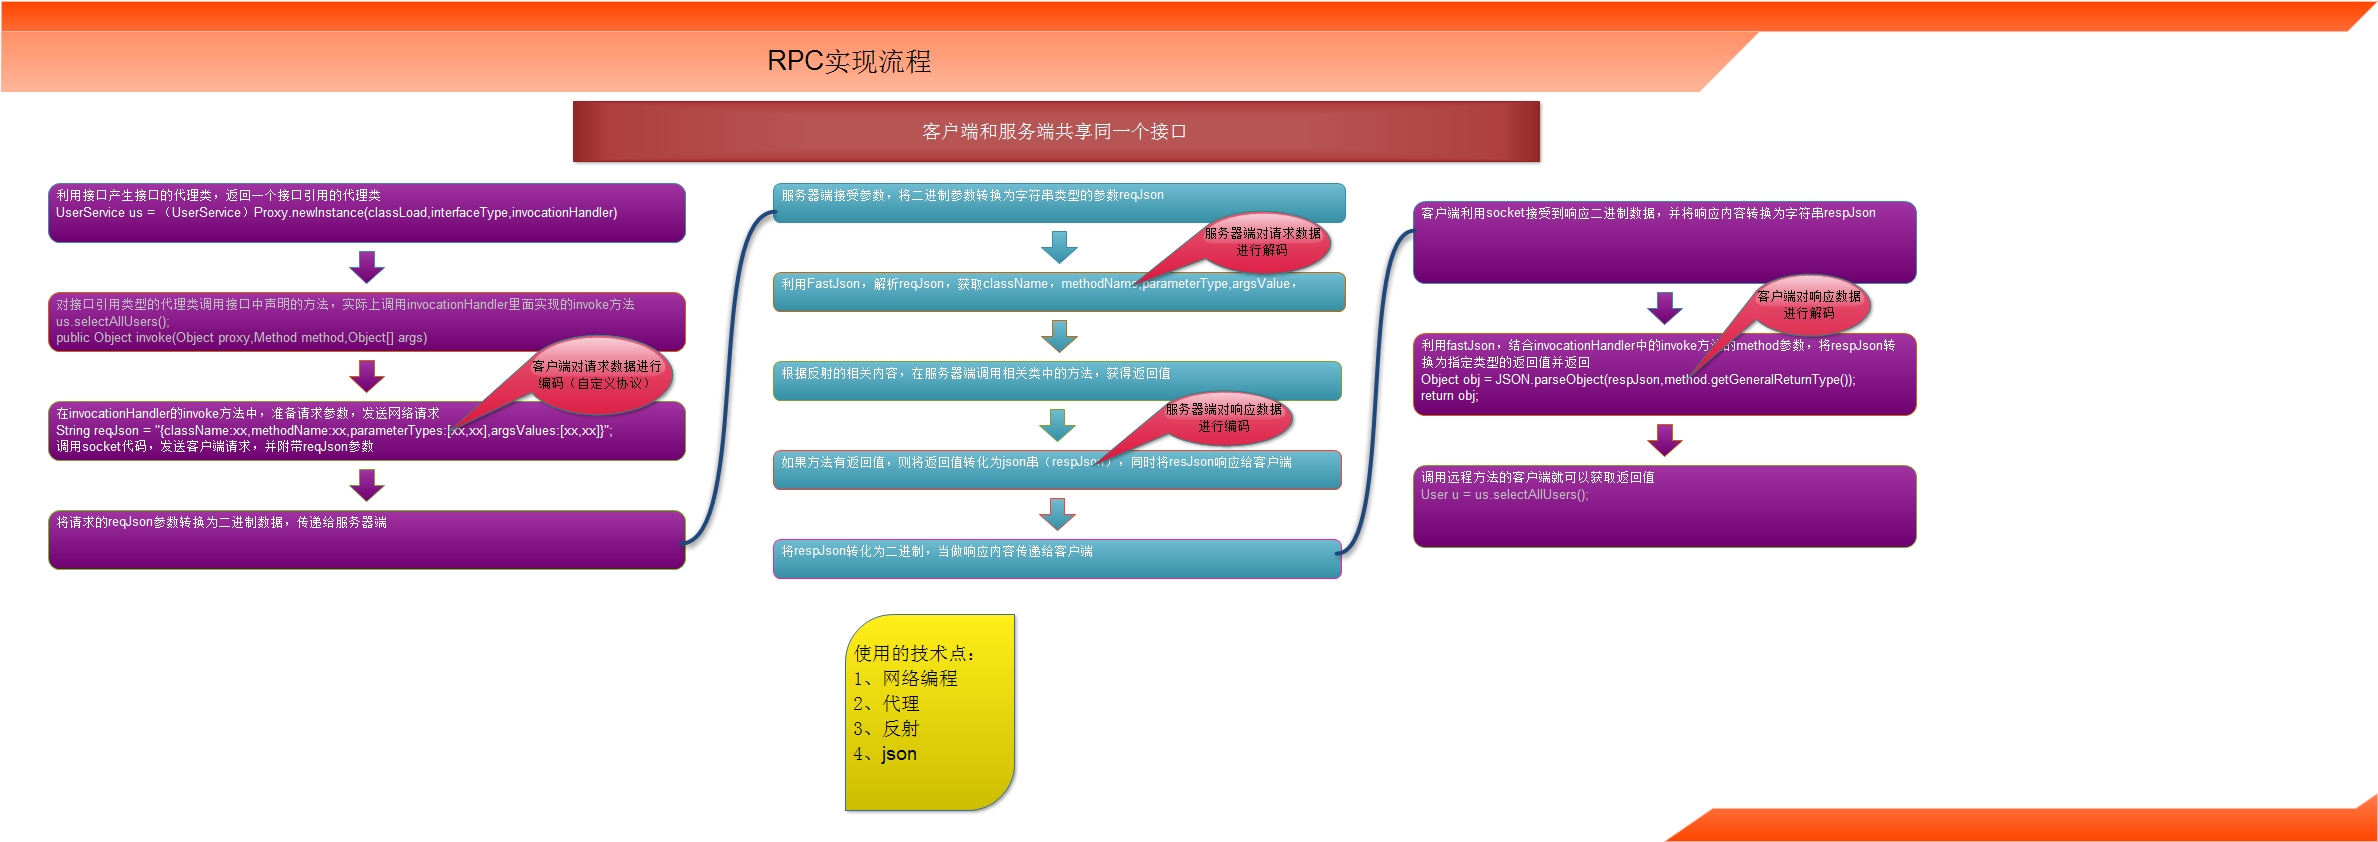 RPC实现流程
客户端和服务端共享同一个接口
利用接口产生接口的代理类，返回一个接口引用的代理类
UserService us = （UserService）Proxy.newInstance(classLoad,interfaceType,invocationHandler)
对接口引用类型的代理类调用接口中声明的方法，实际上调用invocationHandler里面实现的invoke方法
us.selectAllUsers();
public Object invoke(Object proxy,Method method,Object[] args)
客户端对请求数据进行
编码（自定义协议）
在invocationHandler的invoke方法中，准备请求参数，发送网络请求
String reqJson = "{className:xx,methodName:xx,parameterTypes:[xx,xx],argsValues:[xx,xx]}";
调用socket代码，发送客户端请求，并附带reqJson参数
将请求的reqJson参数转换为二进制数据，传递给服务器端
服务器端接受参数，将二进制参数转换为字符串类型的参数reqJson
服务器端对请求数据
进行解码
利用FastJson，解析reqJson，获取className，methodName,parameterType,argsValue，
根据反射的相关内容，在服务器端调用相关类中的方法，获得返回值
服务器端对响应数据
进行编码
如果方法有返回值，则将返回值转化为json串（respJson），同时将resJson响应给客户端
将respJson转化为二进制，当做响应内容传递给客户端
客户端利用socket接受到响应二进制数据，并将响应内容转换为字符串respJson
客户端对响应数据
进行解码
利用fastJson，结合invocationHandler中的invoke方法的method参数，将respJson转
换为指定类型的返回值并返回
Object obj = JSON.parseObject(respJson,method.getGeneralReturnType());
return obj;
调用远程方法的客户端就可以获取返回值
User u = us.selectAllUsers();
使用的技术点：
1、网络编程
2、代理
3、反射
4、json